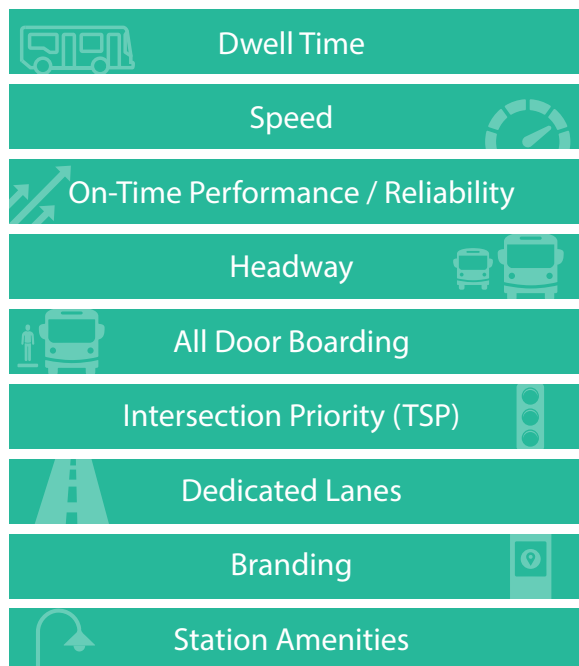 Dwell Time
Speed
On-Time Performance / Reliability
Headway
All Door Boarding
Intersection Priority (TSP)
Dedicated Lanes
Branding
Station Amenities